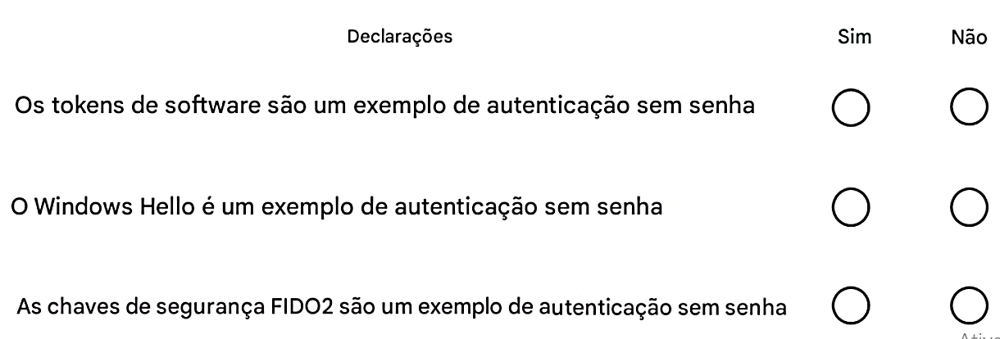 Declarações Sim Não
Os tokens de software são um exemplo de autenticação sem senha
O Windows Hello é um exemplo de autenticação sem senha
As chaves de segurança FIDO2 são um exemplo de autenticação sem senha